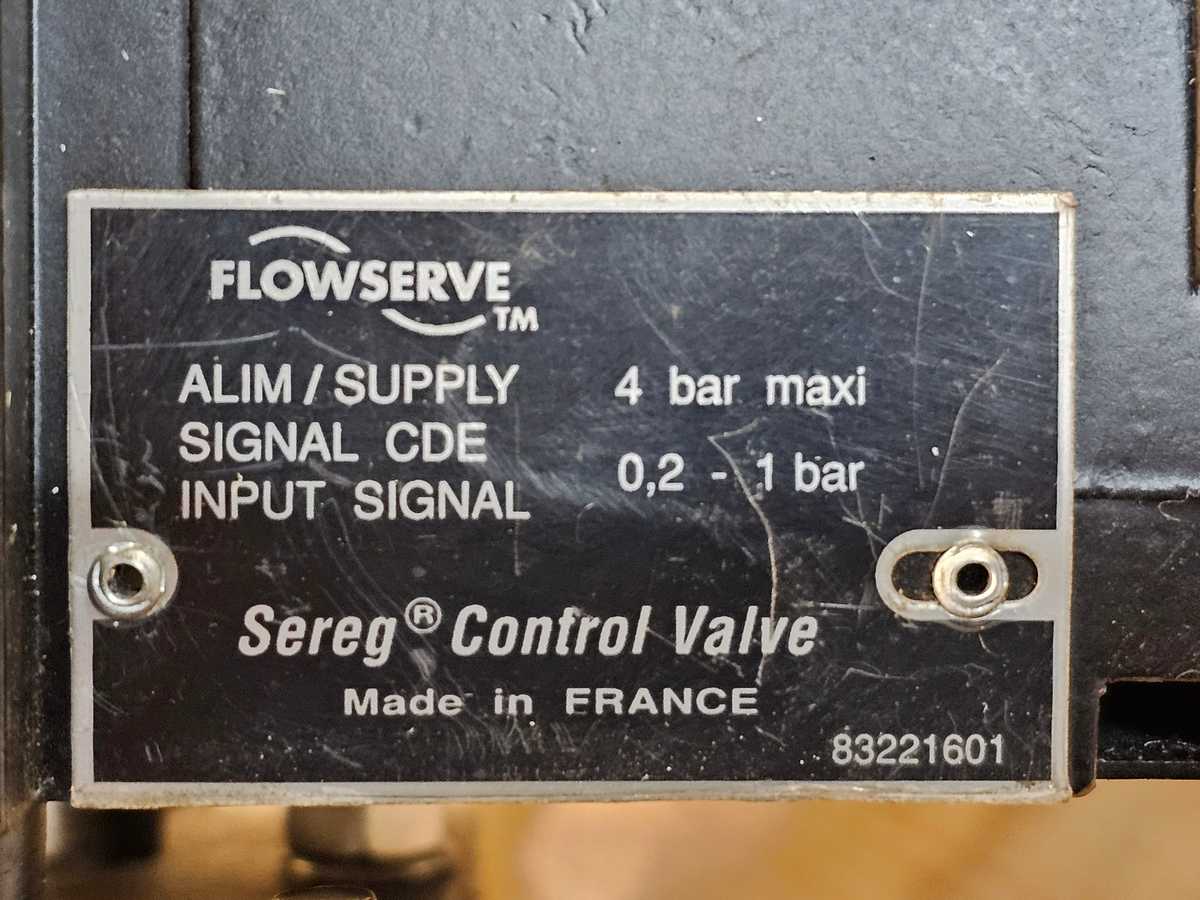 FLOWSERVE
TM
ALIM / SUPPLY 4 bar maxi
SIGNAL CDE
INPUT SIGNAL 0,2 - 1 bar
Sereg® Control Valve
Made in FRANCE
83221601